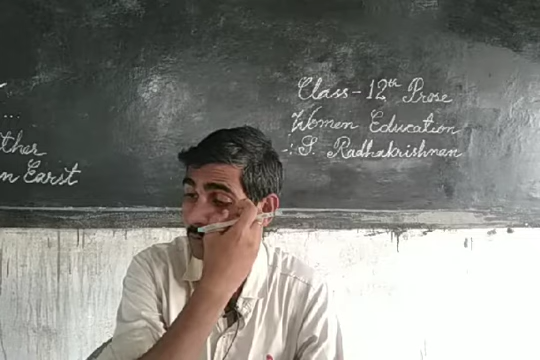 Class - 12th Prose
Women Education
:- S. Radhakrishnan
ther
n Earst